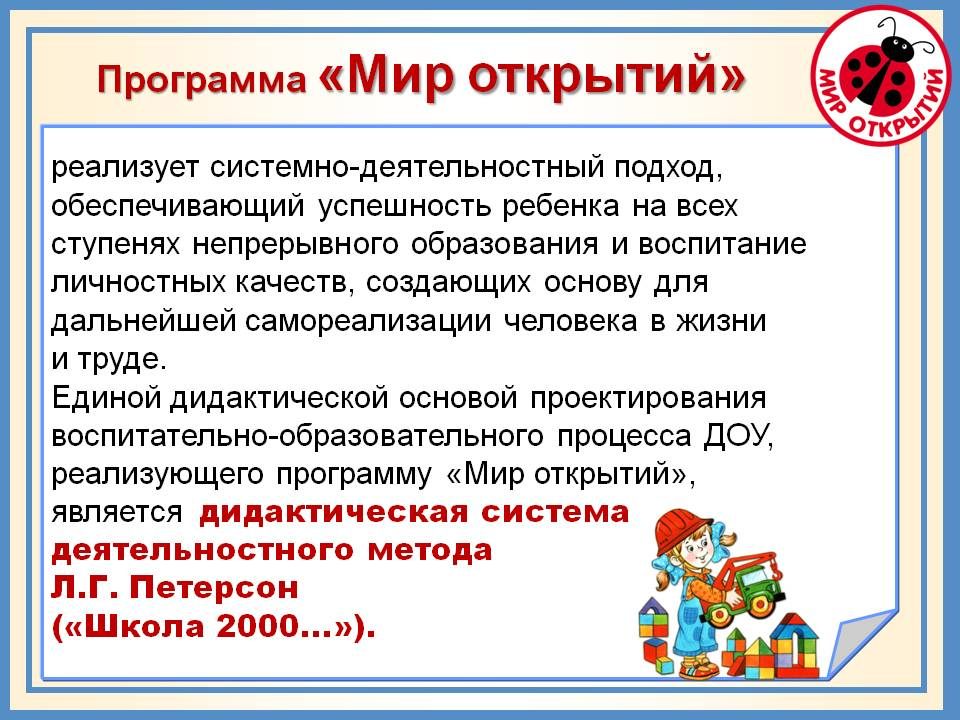 Программа «Мир открытий»
МИР ОТКРЫТИЙ
реализует системно-деятельностный подход,
обеспечивающий успешность ребенка на всех
ступенях непрерывного образования и воспитание
личностных качеств, создающих основу для
дальнейшей самореализации человека в жизни
и труде.
Единой дидактической основой проектирования
воспитательно-образовательного процесса ДОУ,
реализующего программу «Мир открытий»,
является дидактическая система
деятельностного метода
Л.Г. Петерсон
(«Школа 2000…»).